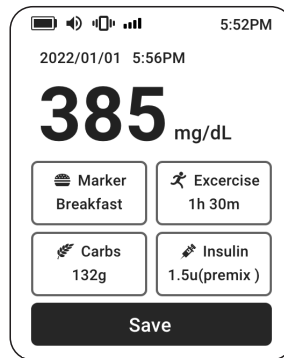 5:52PM
2022/01/01 5:56PM
385 mg/dL
Marker
Breakfast
Excercise
1h 30m
Carbs
132g
Insulin
1.5u(premix )
Save